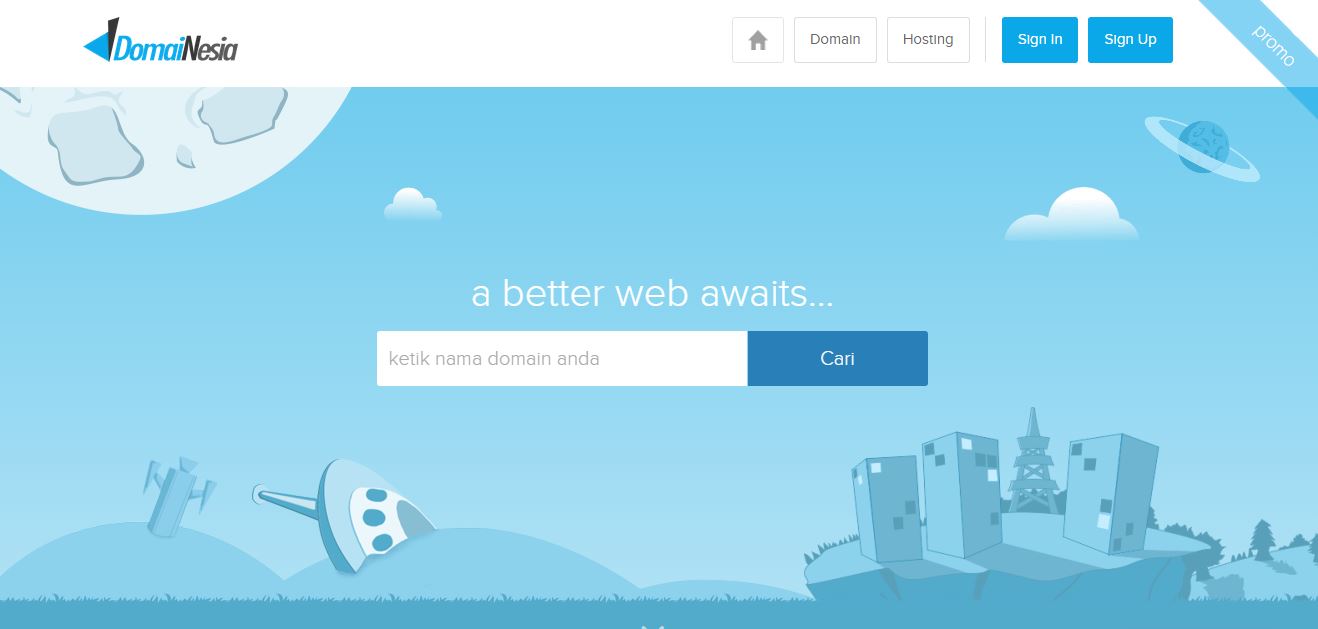 DomaiNesia
Domain
Hosting
Sign In
Sign Up
promo
a better web awaits...
ketik nama domain anda
Cari